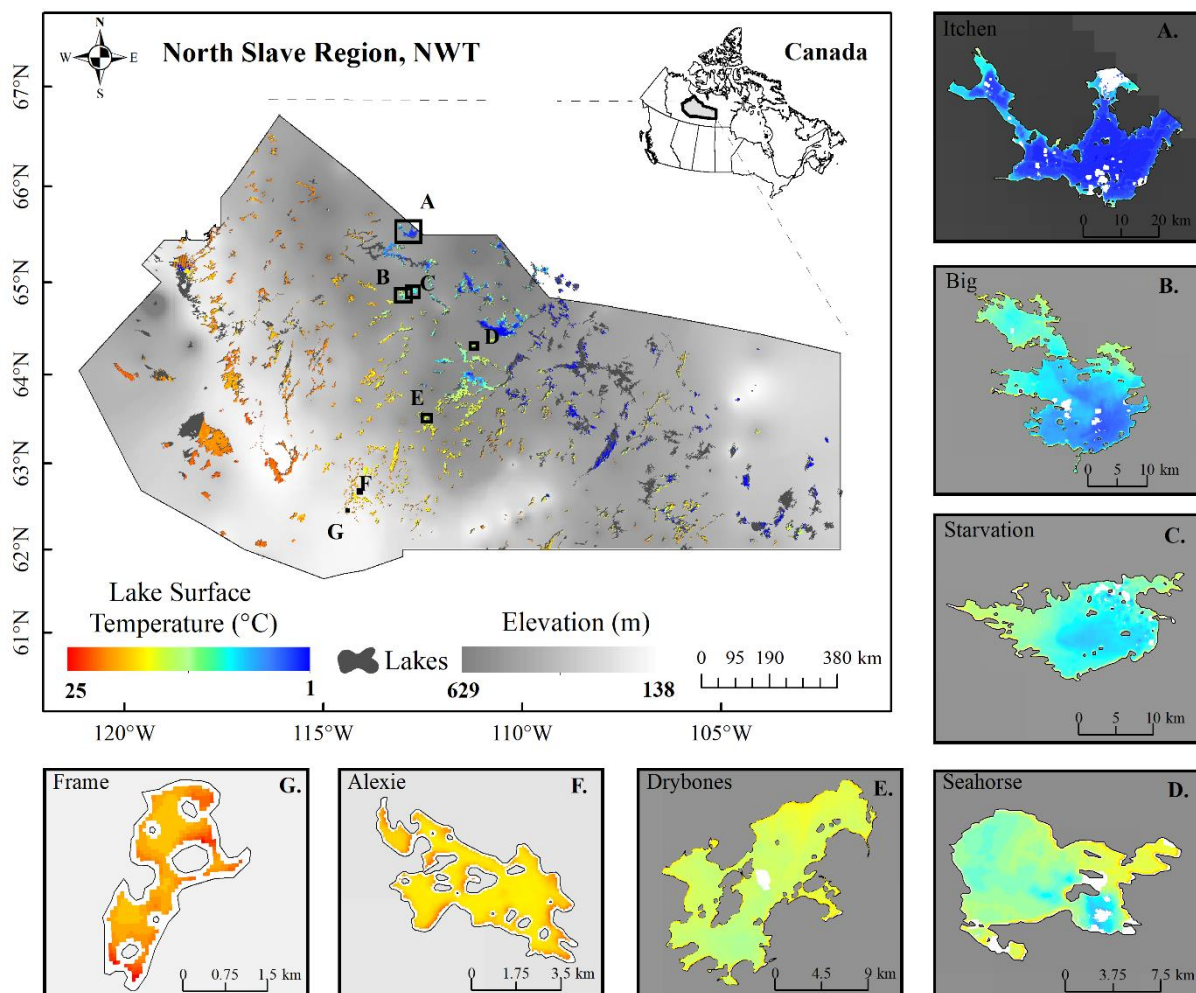 N
W E
S
North Slave Region, NWT
Canada
67°N
66°N
65°N
64°N
63°N
62°N
61°N
A
B
C
D
E
F
G
Lake Surface
Temperature (°C)
25 1
Lakes
Elevation (m)
629 138
0 95 190 380 km
120°W 115°W 110°W 105°W
Itchen A.
0 10 20 km
Big B.
0 5 10 km
Starvation C.
0 5 10 km
Seahorse D.
0 3.75 7.5 km
Drybones E.
0 4.5 9 km
Alexie F.
0 1.75 3.5 km
Frame G.
0 0.75 1.5 km